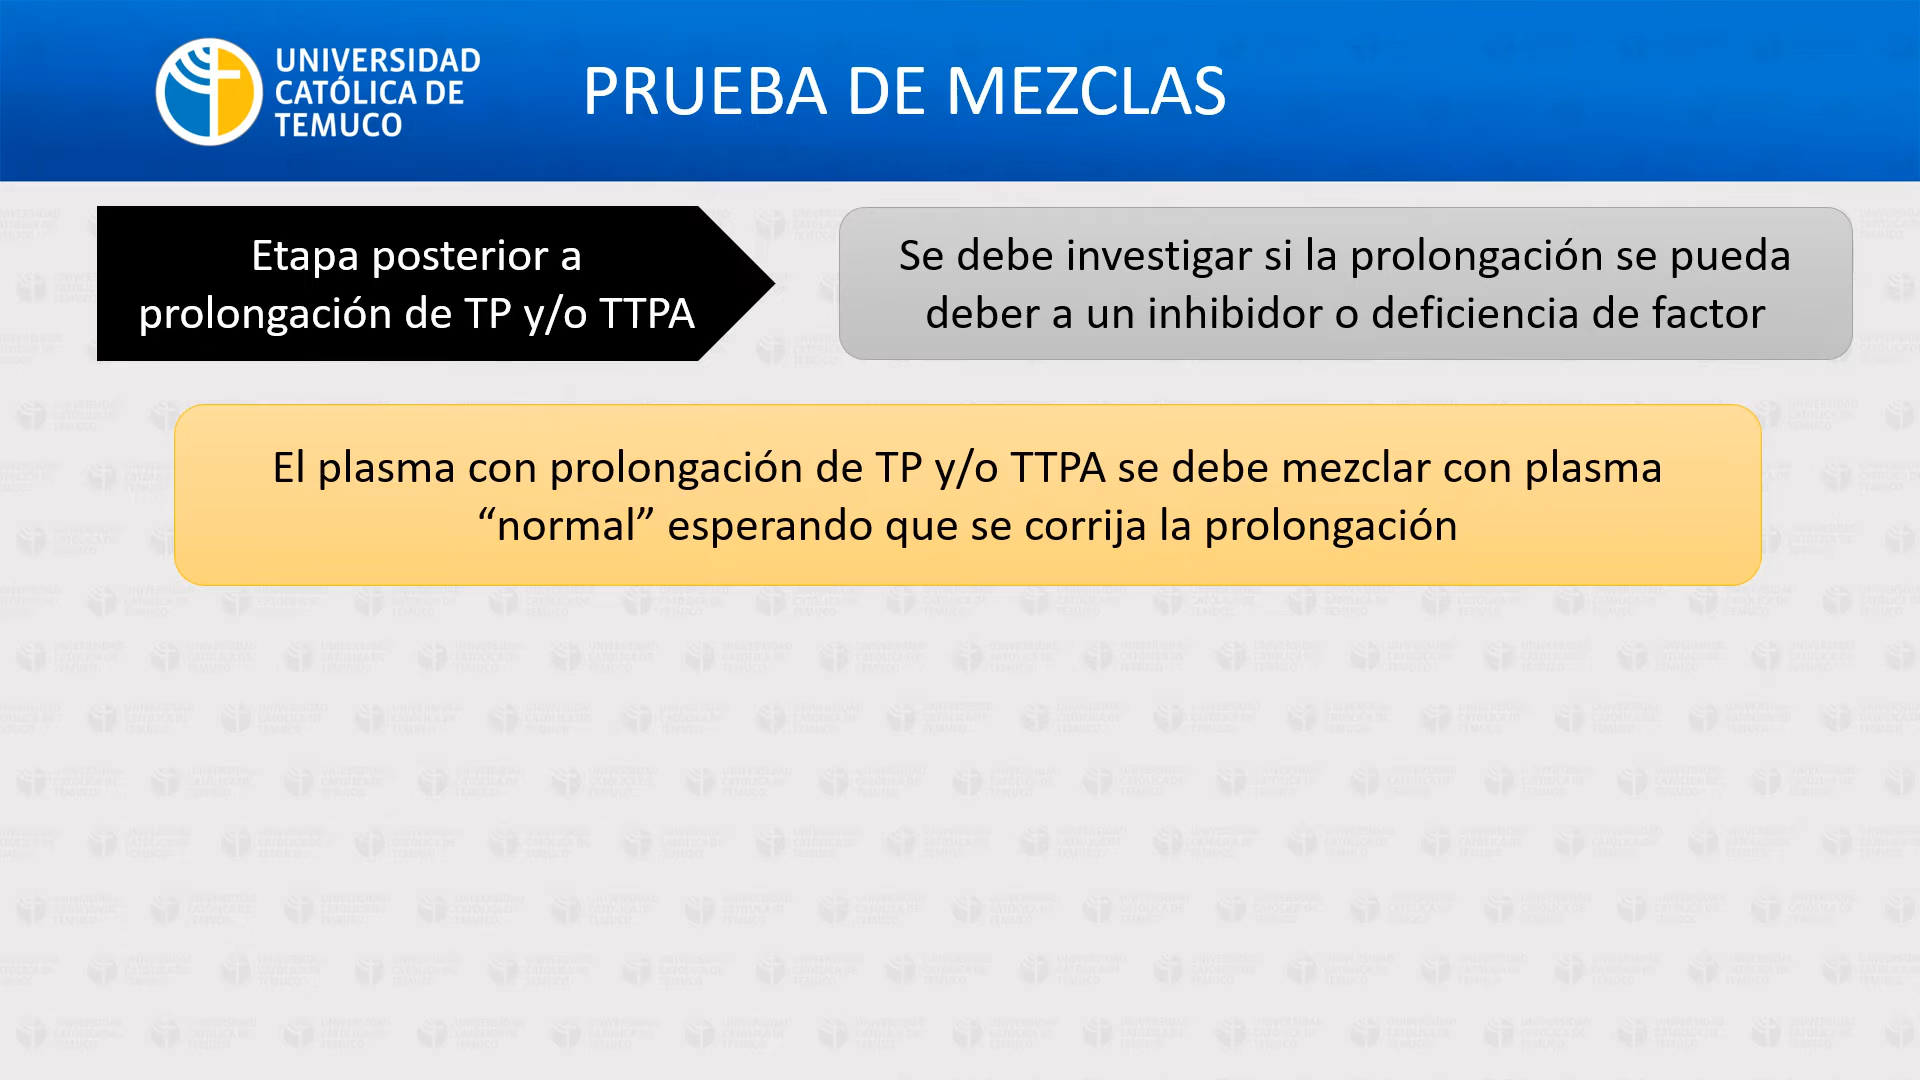 UNIVERSIDAD
CATÓLICA DE
TEMUCO
PRUEBA DE MEZCLAS
Etapa posterior a
prolongación de TP y/o TTPA
Se debe investigar si la prolongación se pueda
deber a un inhibidor o deficiencia de factor
El plasma con prolongación de TP y/o TTPA se debe mezclar con plasma
“normal” esperando que se corrija la prolongación